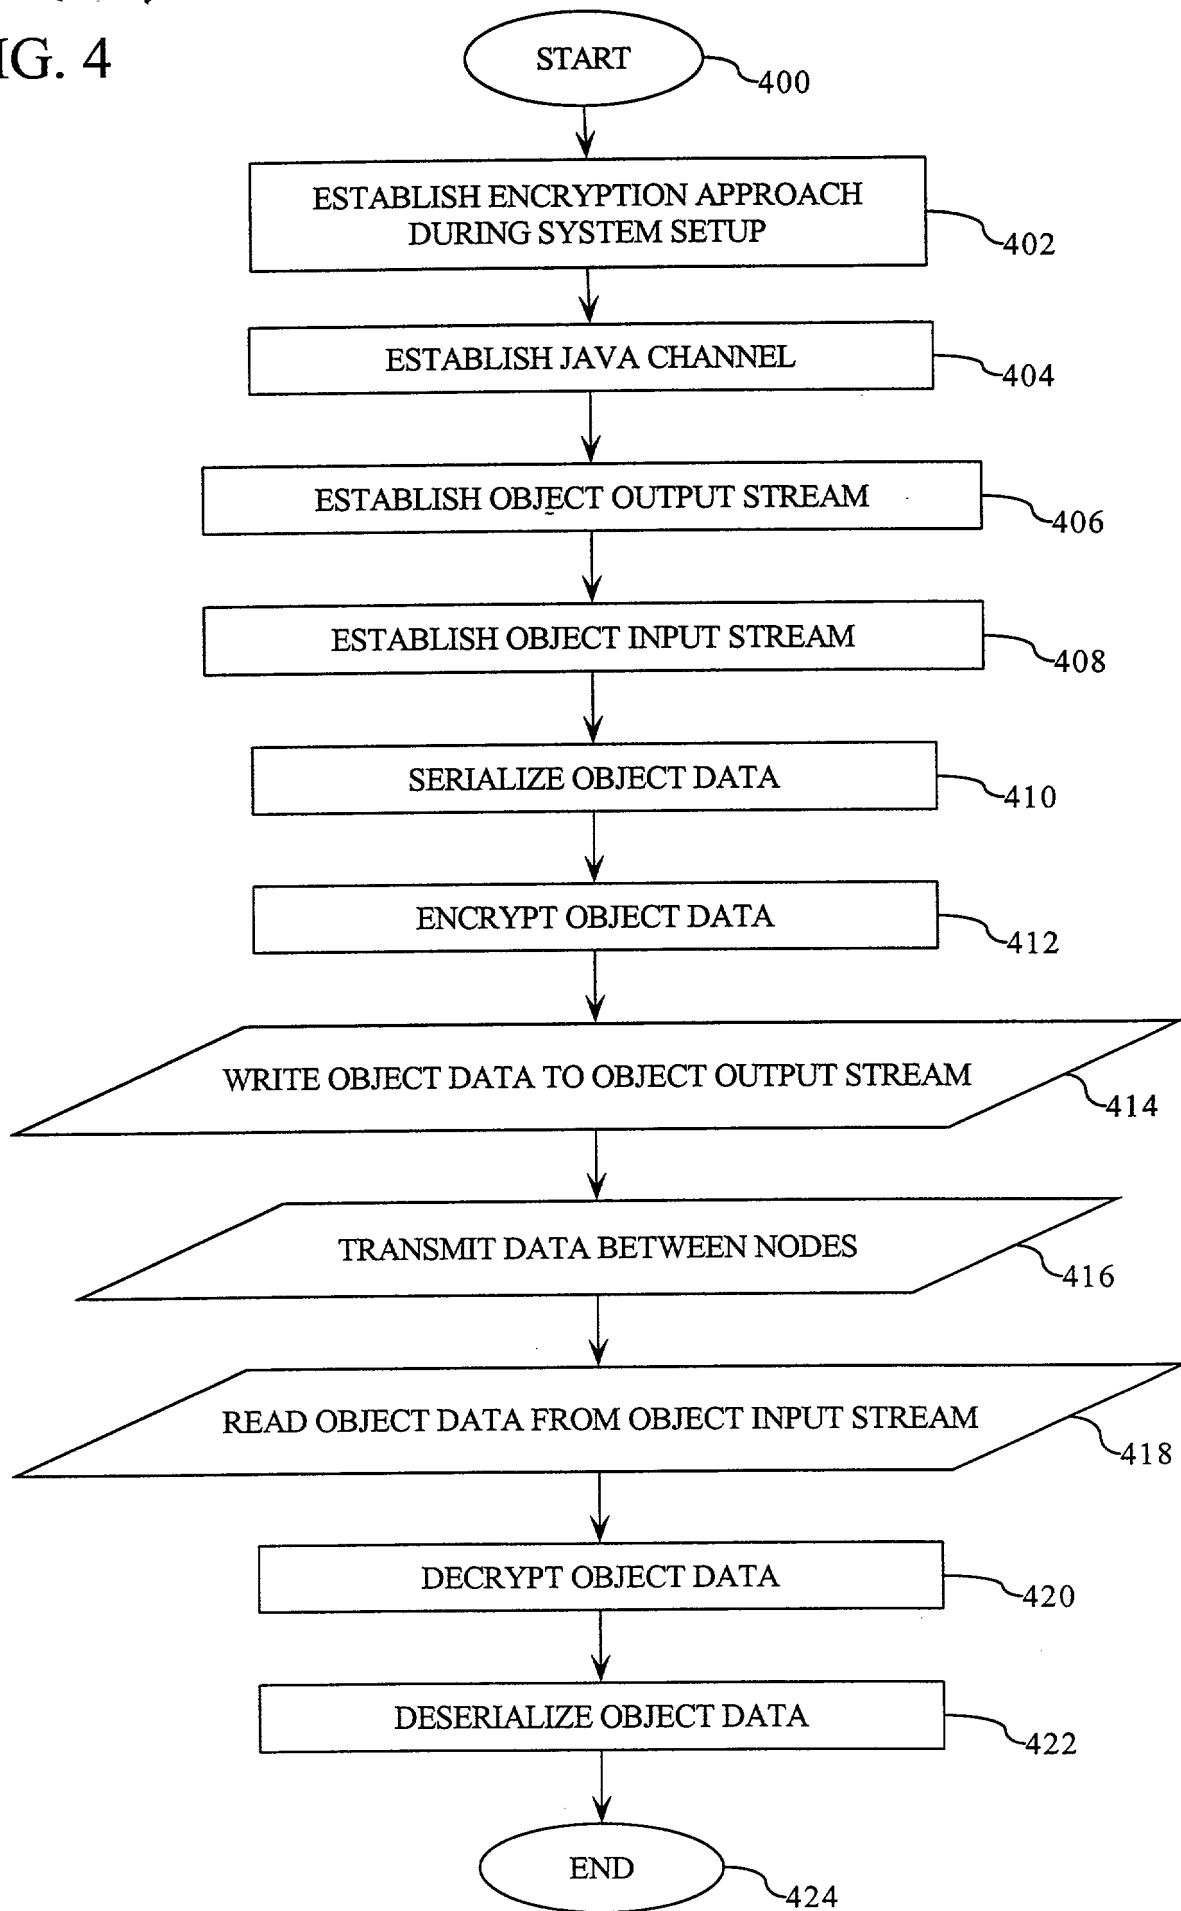 IG. 4
START
400
ESTABLISH ENCRYPTION APPROACH
DURING SYSTEM SETUP
402
ESTABLISH JAVA CHANNEL
404
ESTABLISH OBJECT OUTPUT STREAM
406
ESTABLISH OBJECT INPUT STREAM
408
SERIALIZE OBJECT DATA
410
ENCRYPT OBJECT DATA
412
WRITE OBJECT DATA TO OBJECT OUTPUT STREAM
414
TRANSMIT DATA BETWEEN NODES
416
READ OBJECT DATA FROM OBJECT INPUT STREAM
418
DECRYPT OBJECT DATA
420
DESERIALIZE OBJECT DATA
422
END
424